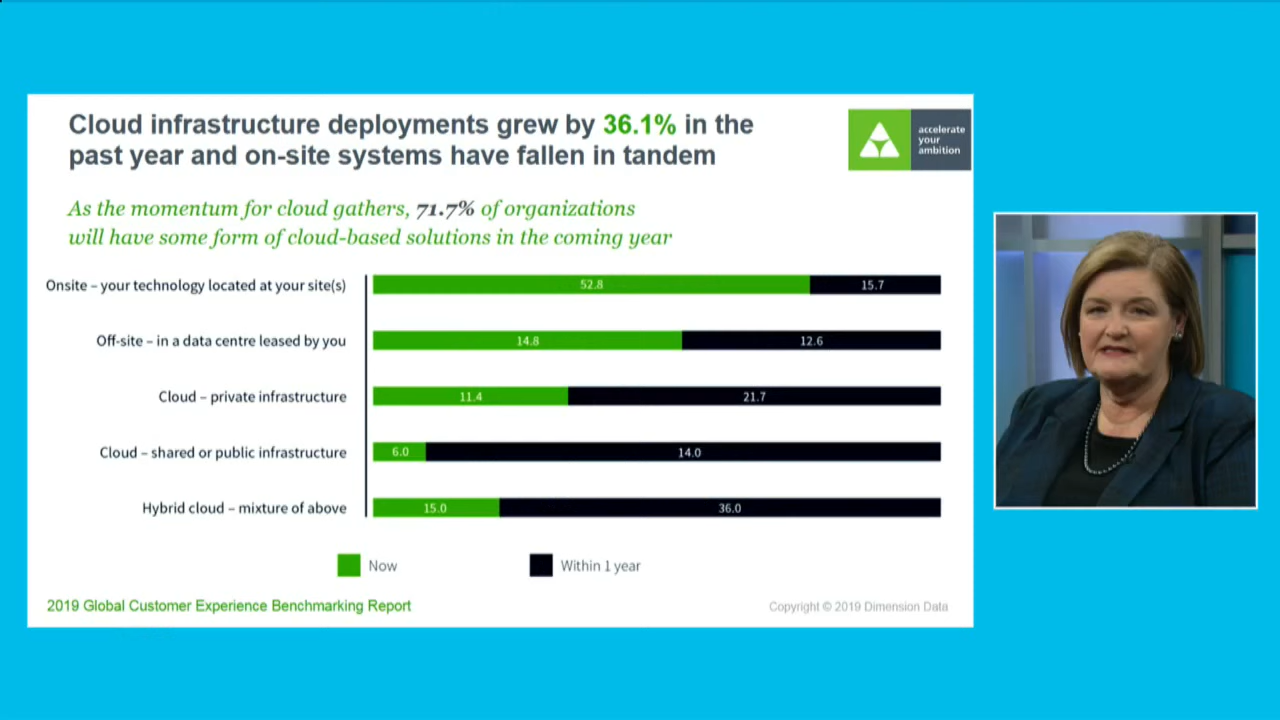 Cloud infrastructure deployments grew by 36.1% in the
past year and on-site systems have fallen in tandem
accelerate
your
ambition
As the momentum for cloud gathers, 71.7% of organizations
will have some form of cloud-based solutions in the coming year
Onsite – your technology located at your site(s)
52.8
15.7
Off-site – in a data centre leased by you
14.8
12.6
Cloud – private infrastructure
11.4
21.7
Cloud – shared or public infrastructure
6.0
14.0
Hybrid cloud – mixture of above
15.0
36.0
Now
Within 1 year
2019 Global Customer Experience Benchmarking Report
Copyright © 2019 Dimension Data